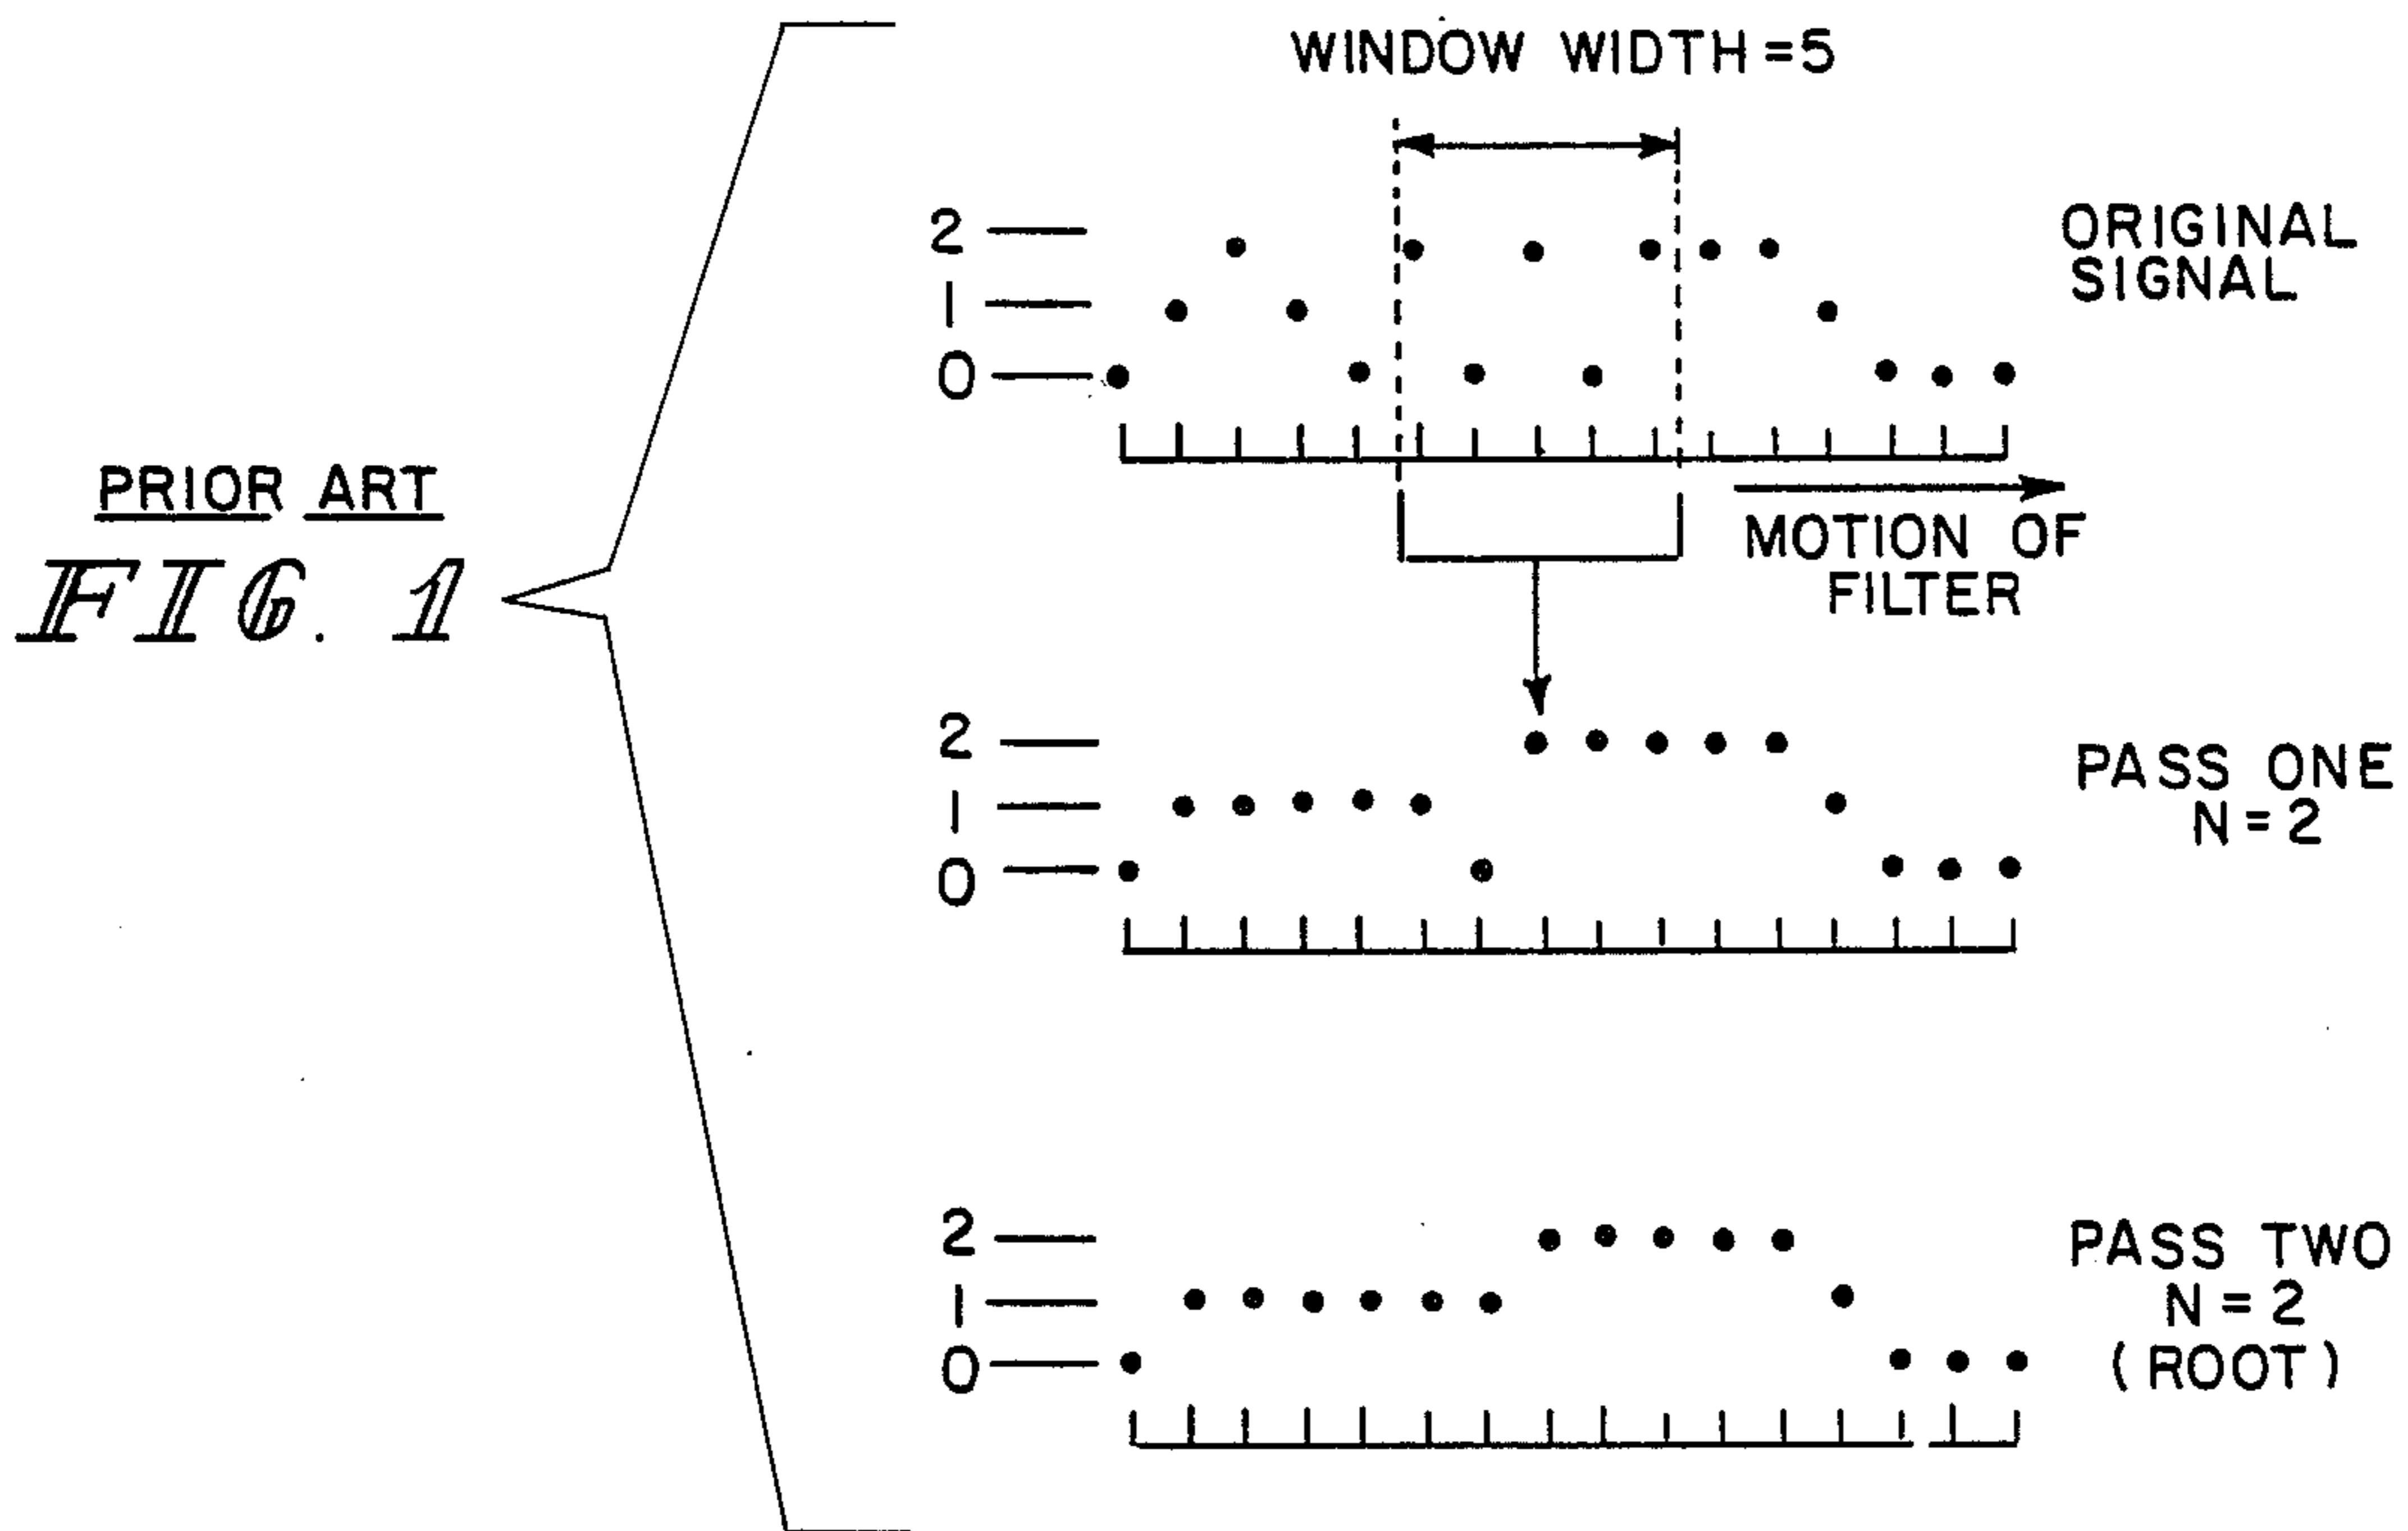 PRIOR ART
FIG. 1
WINDOW WIDTH = 5
2
1
0
ORIGINAL
SIGNAL
MOTION OF
FILTER
2
1
0
PASS ONE
N = 2
2
1
0
PASS TWO
N = 2
(ROOT)